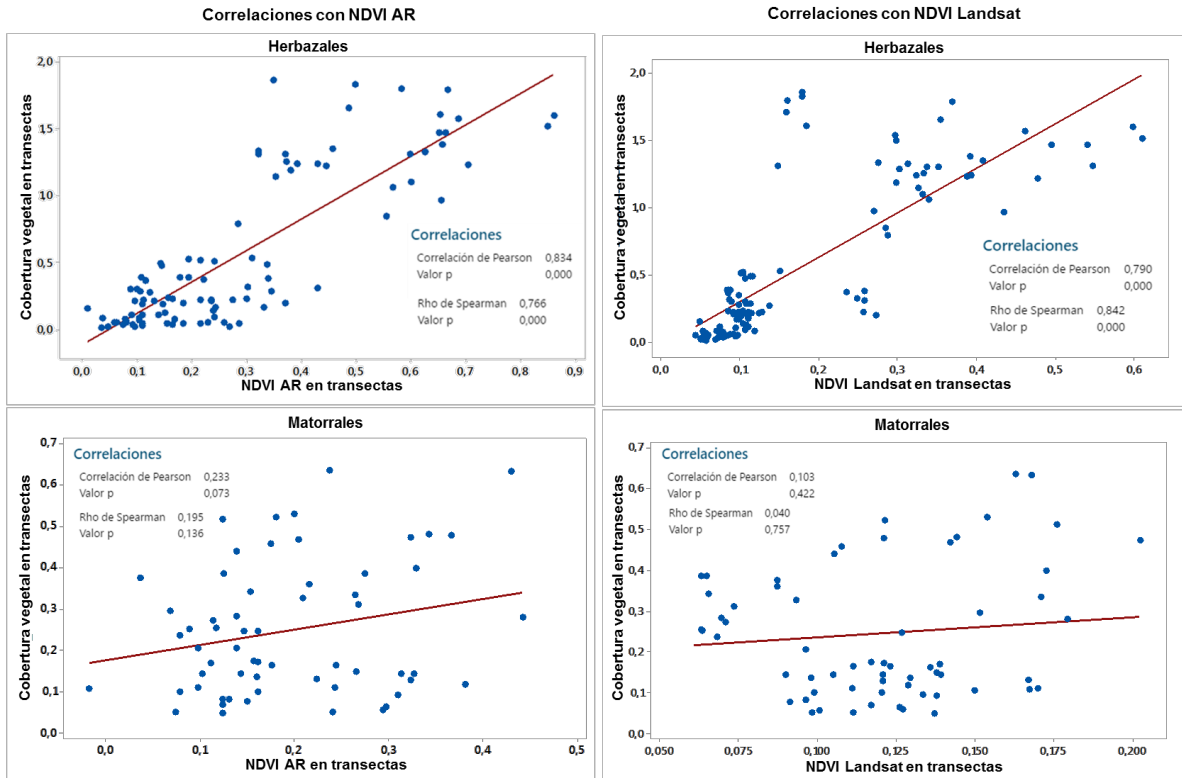 Correlaciones con NDVI AR
Correlaciones con NDVI Landsat
Herbazales
Cobertura vegetal en transectas
2,0
1,5
1,0
0,5
0,0
Correlaciones
Correlación de Pearson 0,834
Valor p 0,000
Rho de Spearman 0,766
Valor p 0,000
0,0 0,1 0,2 0,3 0,4 0,5 0,6 0,7 0,8 0,9
NDVI AR en transectas
Herbazales
Cobertura vegetal en transectas
2,0
1,5
1,0
0,5
0,0
Correlaciones
Correlación de Pearson 0,790
Valor p 0,000
Rho de Spearman 0,842
Valor p 0,000
0,0 0,1 0,2 0,3 0,4 0,5 0,6
NDVI Landsat en transectas
Matorrales
Cobertura vegetal en transectas
0,7
0,6
0,5
0,4
0,3
0,2
0,1
0,0
Correlaciones
Correlación de Pearson 0,233
Valor p 0,073
Rho de Spearman 0,195
Valor p 0,136
0,0 0,1 0,2 0,3 0,4 0,5
NDVI AR en transectas
Matorrales
Cobertura vegetal en transectas
0,7
0,6
0,5
0,4
0,3
0,2
0,1
0,0
Correlaciones
Correlación de Pearson 0,103
Valor p 0,422
Rho de Spearman 0,040
Valor p 0,757
0,050 0,075 0,100 0,125 0,150 0,175 0,200
NDVI Landsat en transectas